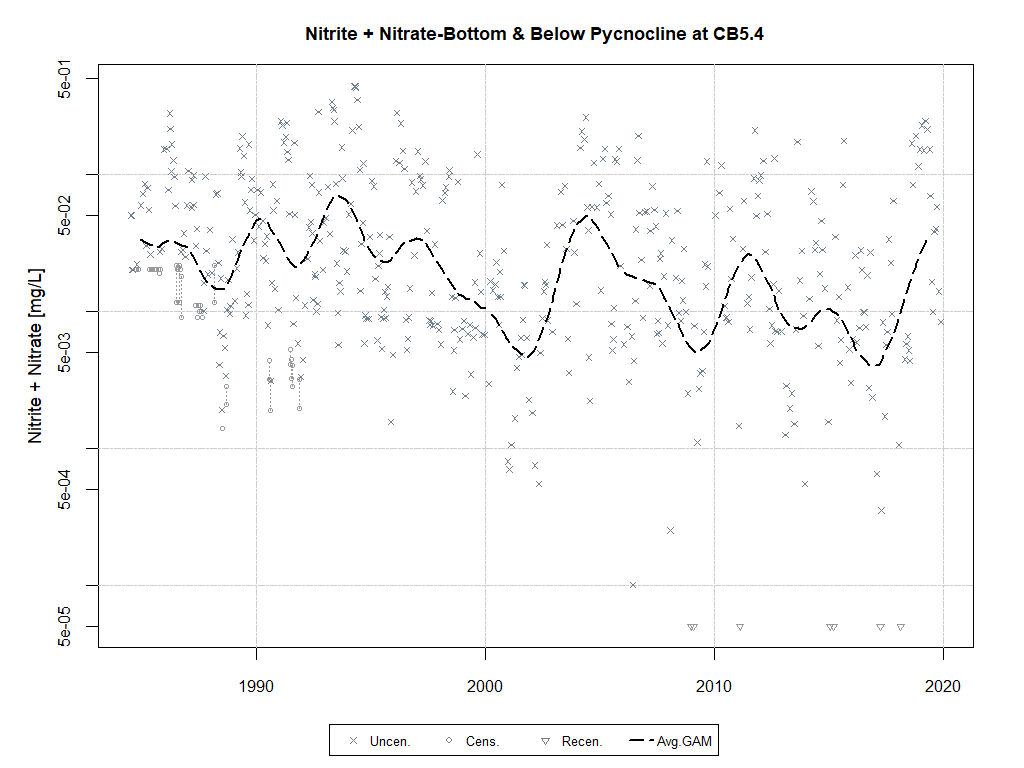 Nitrite + Nitrate-Bottom & Below Pycnocline at CB5.4
Nitrite + Nitrate [mg/L]
5e-01
5e-02
5e-03
5e-04
5e-05
1990 2000 2010 2020
Uncen. Cens. Recen. Avg.GAM